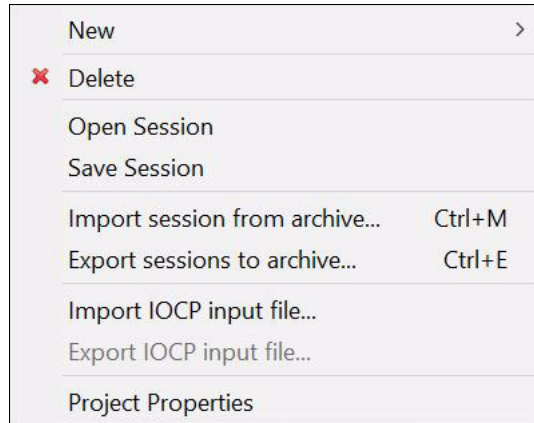 New >
Delete
Open Session
Save Session
Import session from archive... Ctrl+M
Export sessions to archive... Ctrl+E
Import IOCP input file...
Export IOCP input file...
Project Properties